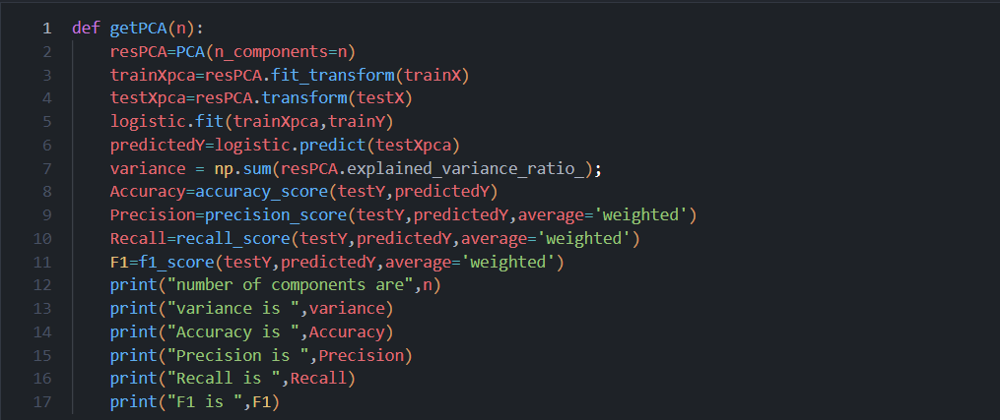 1 def getPCA(n):
2     resPCA=PCA(n_components=n)
3     trainXpca=resPCA.fit_transform(trainX)
4     testXpca=resPCA.transform(testX)
5     logistic.fit(trainXpca,trainY)
6     predictedY=logistic.predict(testXpca)
7     variance = np.sum(resPCA.explained_variance_ratio_);
8     Accuracy=accuracy_score(testY,predictedY)
9     Precision=precision_score(testY,predictedY,average='weighted')
10     Recall=recall_score(testY,predictedY,average='weighted')
11     F1=f1_score(testY,predictedY,average='weighted')
12     print("number of components are",n)
13     print("variance is ",variance)
14     print("Accuracy is ",Accuracy)
15     print("Precision is ",Precision)
16     print("Recall is ",Recall)
17     print("F1 is ",F1)